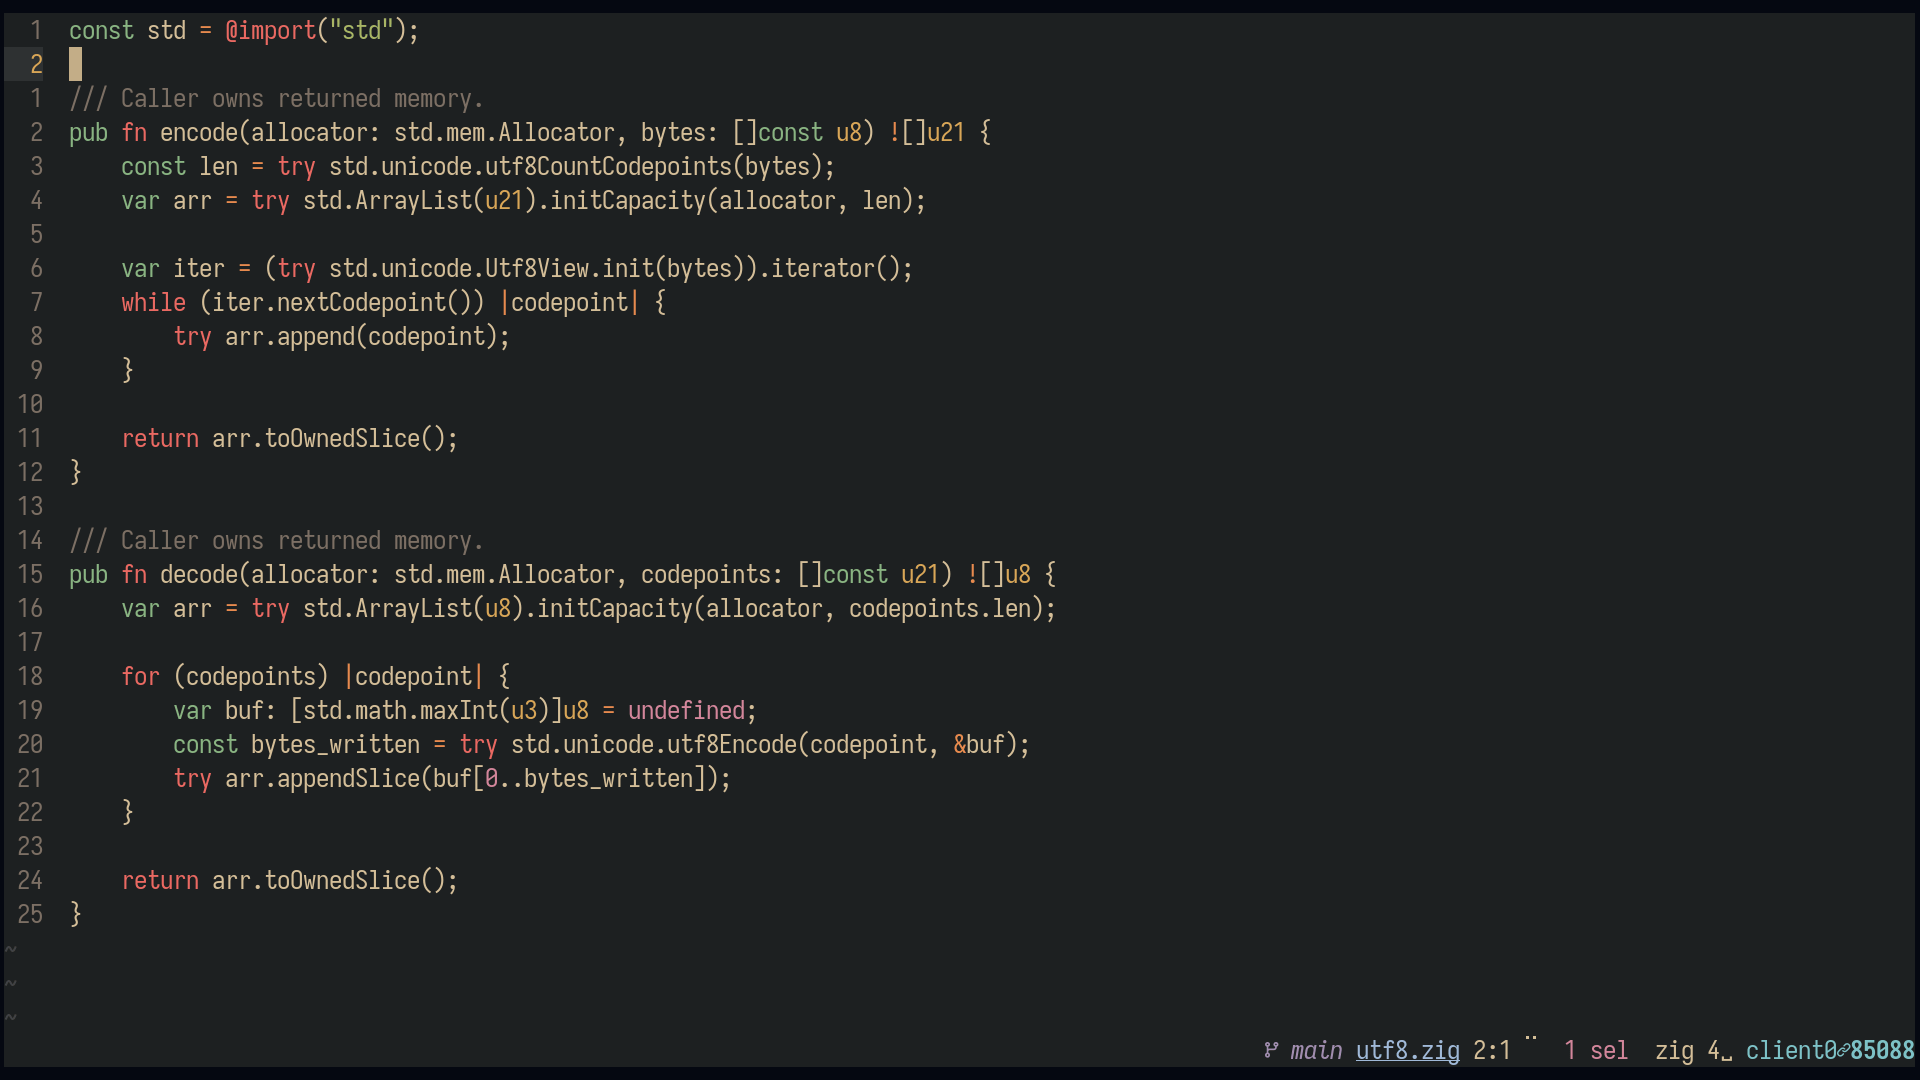 1 const std = @import("std");
2
1 /// Caller owns returned memory.
2 pub fn encode(allocator: std.mem.Allocator, bytes: []const u8) ![]u21 {
3     const len = try std.unicode.utf8CountCodepoints(bytes);
4     var arr = try std.ArrayList(u21).initCapacity(allocator, len);
5
6     var iter = (try std.unicode.Utf8View.init(bytes)).iterator();
7     while (iter.nextCodepoint()) |codepoint| {
8         try arr.append(codepoint);
9     }
10
11     return arr.toOwnedSlice();
12 }
13
14 /// Caller owns returned memory.
15 pub fn decode(allocator: std.mem.Allocator, codepoints: []const u21) ![]u8 {
16     var arr = try std.ArrayList(u8).initCapacity(allocator, codepoints.len);
17
18     for (codepoints) |codepoint| {
19         var buf: [std.math.maxInt(u3)]u8 = undefined;
20         const bytes_written = try std.unicode.utf8Encode(codepoint, &buf);
21         try arr.appendSlice(buf[0..bytes_written]);
22     }
23
24     return arr.toOwnedSlice();
25 }
~
~
~
main utf8.zig 2:1 ¨ 1 sel zig 4⎵ client0🔗85088